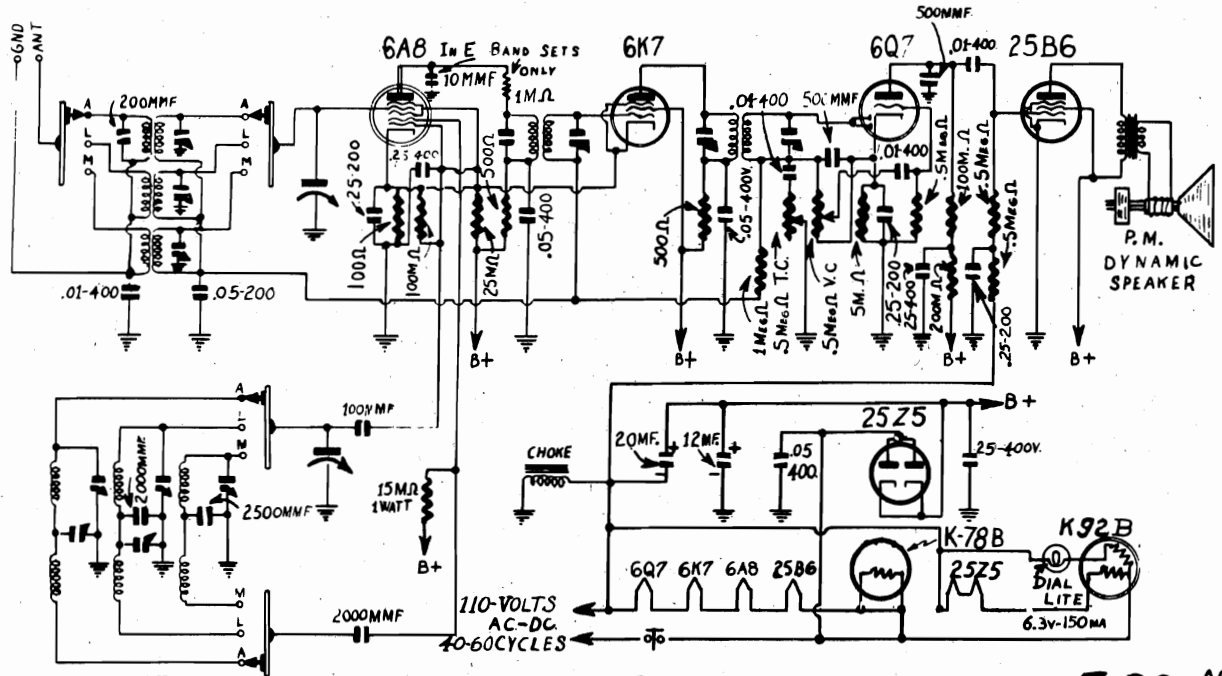 GND
ANT
200MMF
A
L
M
A
L
M
.01-400
.05-200
6A8
IN E BAND SETS
ONLY
10MMF
1MΩ
.25-200
.25-400
500Ω
100Ω
100MΩ
25MΩ
.05-400
B+
6K7
500Ω
B+
.01-400
500MMF
.05-400V.
1MEGΩ
.5MEGΩ T.C.
.5MEGΩ V.C.
6Q7
500MMF.
.01-400
.01-400
5M.Ω
.25-200
.5MEGΩ
100M.Ω
.5MEGΩ
.5MEGΩ
25-400
200MΩ
B+
.25-200
25B6
B+
P.M.
DYNAMIC
SPEAKER
A
L
M
100MMF
2000MMF.
2500MMF
M
L
A
2000MMF
15MΩ
1WATT
B+
CHOKE
20MF.
+
-
12MF.
+
-
.05
400.
25Z5
B+
.25-400V.
K-78B
K92B
6Q7
6K7
6A8
25B6
25Z5
DIAL
LITE
6.3V-150MA
110-VOLTS
AC-DC.
40-60CYCLES